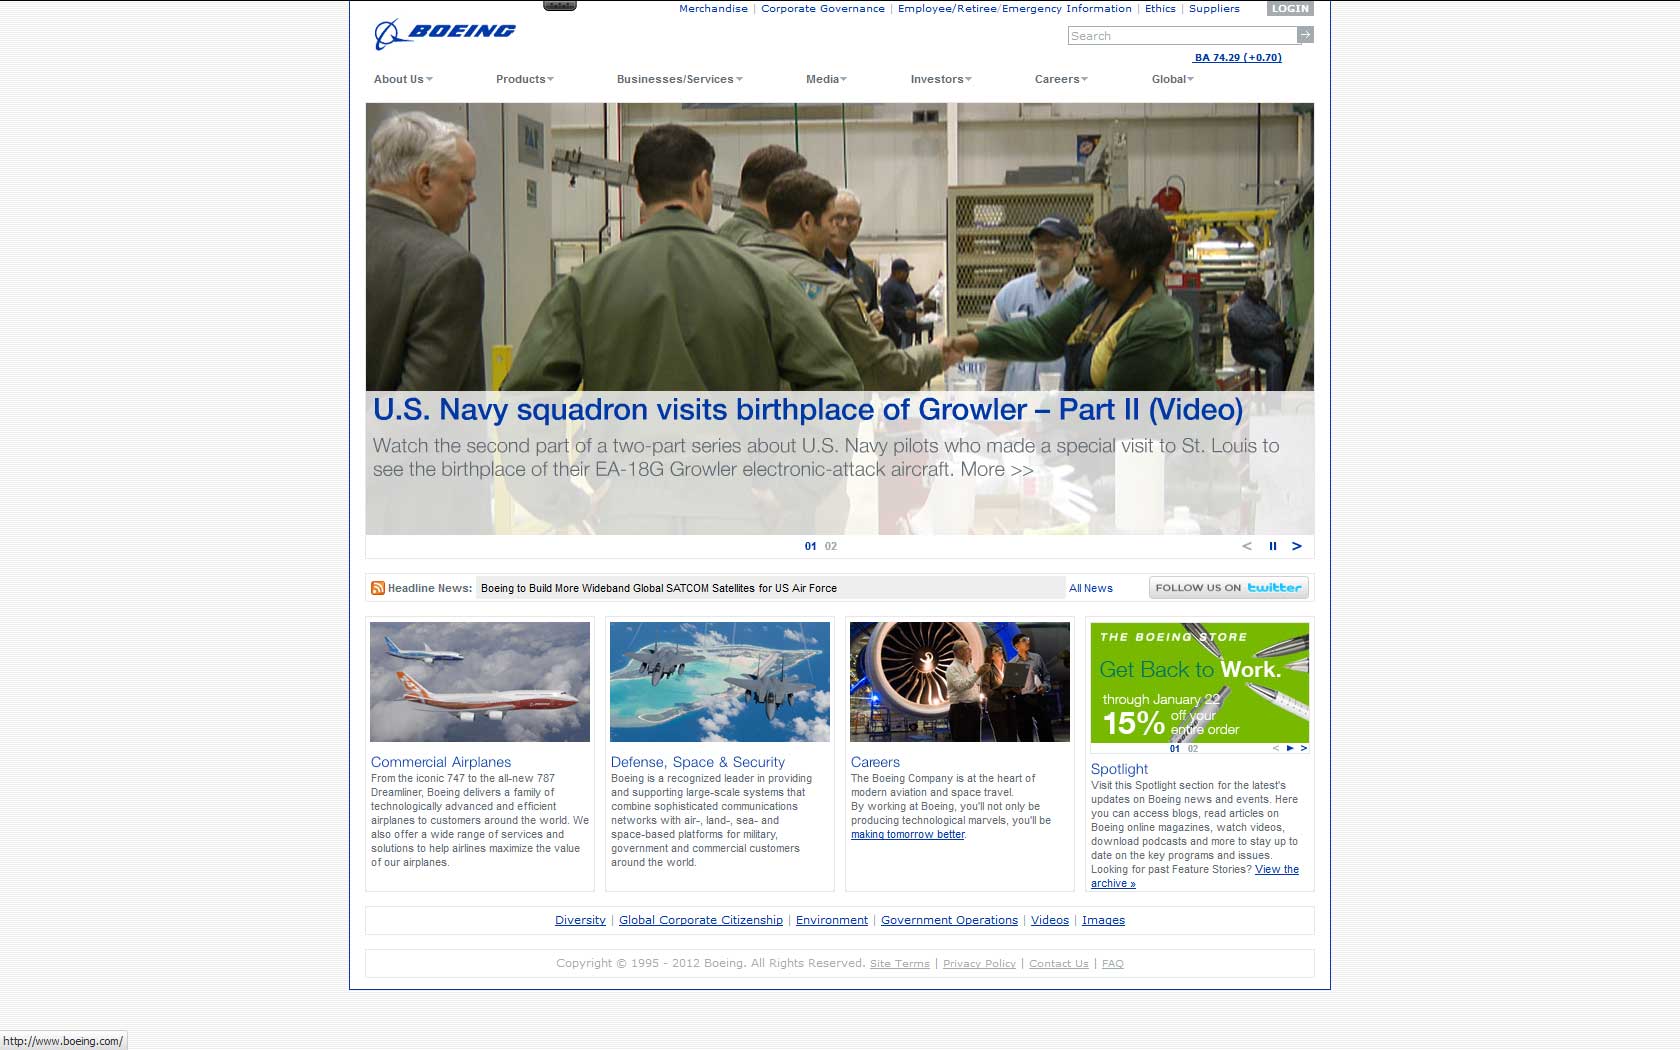 Merchandise | Corporate Governance | Employee/Retiree/Emergency Information | Ethics | Suppliers
LOGIN
BOEING
Search
BA 74.29 (+0.70)
About Us
Products
Businesses/Services
Media
Investors
Careers
Global
PAK
SCRUB
U.S. Navy squadron visits birthplace of Growler – Part II (Video)
Watch the second part of a two-part series about U.S. Navy pilots who made a special visit to St. Louis to
see the birthplace of their EA-18G Growler electronic-attack aircraft. More >>
01 02
< >
Headline News:
Boeing to Build More Wideband Global SATCOM Satellites for US Air Force
All News
FOLLOW US ON twitter
Commercial Airplanes
From the iconic 747 to the all-new 787
Dreamliner, Boeing delivers a family of
technologically advanced and efficient
airplanes to customers around the world. We
also offer a wide range of services and
solutions to help airlines maximize the value
of our airplanes.
Defense, Space & Security
Boeing is a recognized leader in providing
and supporting large-scale systems that
combine sophisticated communications
networks with air-, land-, sea- and
space-based platforms for military,
government and commercial customers
around the world.
Careers
The Boeing Company is at the heart of
modern aviation and space travel.
By working at Boeing, you'll not only be
producing technological marvels, you'll be
making tomorrow better.
THE BOEING STORE
Get Back to Work.
through January 22
15% off your
entire order
01 02
< >
Spotlight
Visit this Spotlight section for the latest's
updates on Boeing news and events. Here
you can access blogs, read articles on
Boeing online magazines, watch videos,
download podcasts and more to stay up to
date on the key programs and issues.
Looking for past Feature Stories? View the
archive »
Diversity | Global Corporate Citizenship | Environment | Government Operations | Videos | Images
Copyright © 1995 - 2012 Boeing. All Rights Reserved. Site Terms | Privacy Policy | Contact Us | FAQ
http://www.boeing.com/